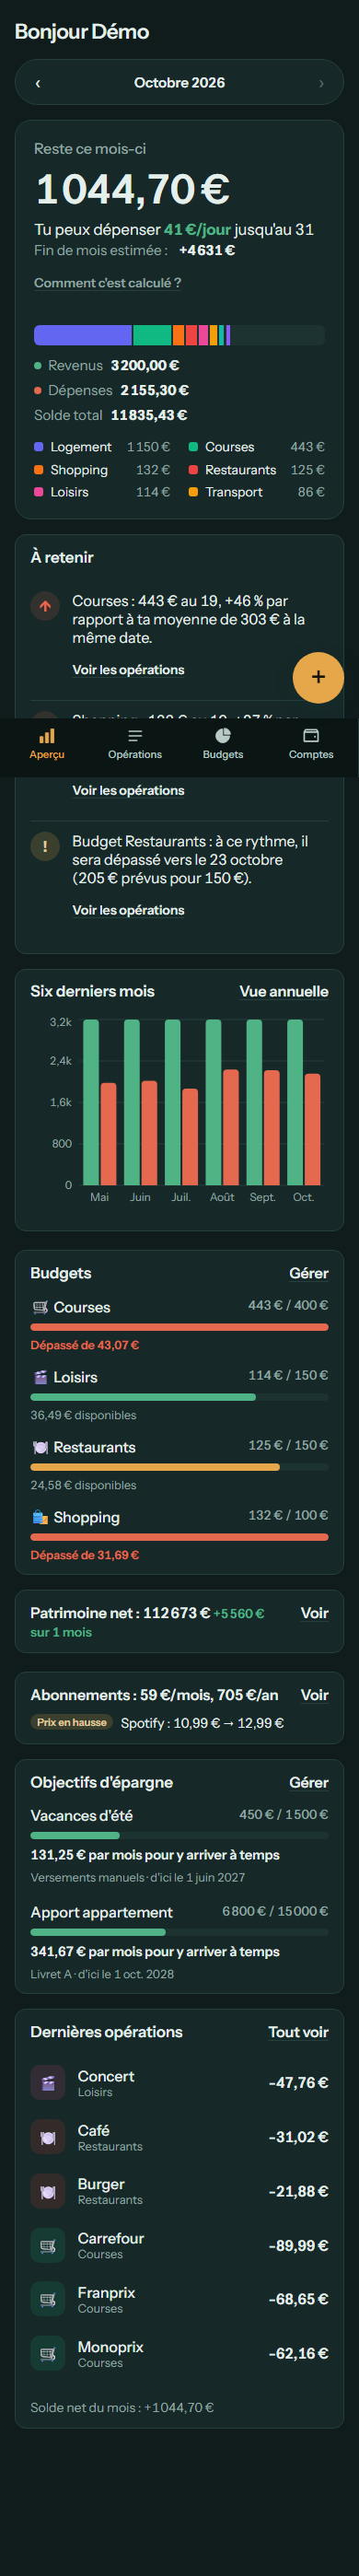 Bonjour Démo
‹ Octobre 2026 ›
Reste ce mois-ci
1 044,70 €
Tu peux dépenser 41 €/jour jusqu'au 31
Fin de mois estimée : +4 631 €
Comment c'est calculé ?
Revenus 3 200,00 €
Dépenses 2 155,30 €
Solde total 11 835,43 €
Logement 1 150 € Courses 443 €
Shopping 132 € Restaurants 125 €
Loisirs 114 € Transport 86 €
À retenir
Courses : 443 € au 19, +46 % par
rapport à ta moyenne de 303 € à la
même date.
Voir les opérations
+
Aperçu Opérations Budgets Comptes
Voir les opérations
! Budget Restaurants : à ce rythme, il
sera dépassé vers le 23 octobre
(205 € prévus pour 150 €).
Voir les opérations
Six derniers mois Vue annuelle
3,2k
2,4k
1,6k
800
0
Mai Juin Juil. Août Sept. Oct.
Budgets Gérer
Courses 443 € / 400 €
Dépassé de 43,07 €
Loisirs 114 € / 150 €
36,49 € disponibles
Restaurants 125 € / 150 €
24,58 € disponibles
Shopping 132 € / 100 €
Dépassé de 31,69 €
Patrimoine net : 112 673 € +5 560 € Voir
sur 1 mois
Abonnements : 59 €/mois, 705 €/an Voir
Prix en hausse Spotify : 10,99 € → 12,99 €
Objectifs d'épargne Gérer
Vacances d'été 450 € / 1 500 €
131,25 € par mois pour y arriver à temps
Versements manuels · d'ici le 1 juin 2027
Apport appartement 6 800 € / 15 000 €
341,67 € par mois pour y arriver à temps
Livret A · d'ici le 1 oct. 2028
Dernières opérations Tout voir
Concert -47,76 €
Loisirs
Café -31,02 €
Restaurants
Burger -21,88 €
Restaurants
Carrefour -89,99 €
Courses
Franprix -68,65 €
Courses
Monoprix -62,16 €
Courses
Solde net du mois : +1 044,70 €